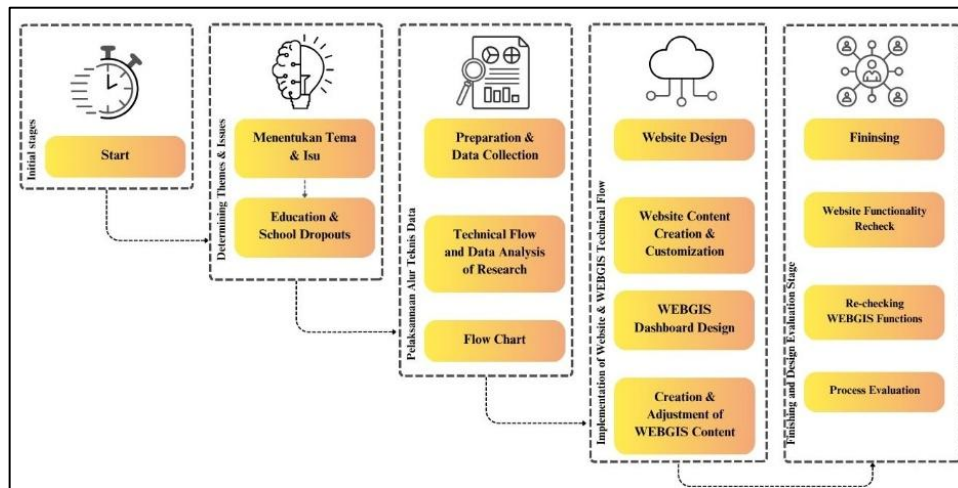 Initial stages
Start
Determining Themes & Issues
Menentukan Tema
& Isu
Education &
School Dropouts
Pelaksannaan Alur Teknis Data
Preparation &
Data Collection
Technical Flow
and Data Analysis
of Research
Flow Chart
Implementation of Website & WEBGIS Technical Flow
Website Design
Website Content
Creation &
Customization
WEBGIS
Dashboard Design
Creation &
Adjustment of
WEBGIS Content
Finishing and Design Evaluation Stage
Fininsing
Website Functionality
Recheck
Re-checking
WEBGIS Functions
Process Evaluation